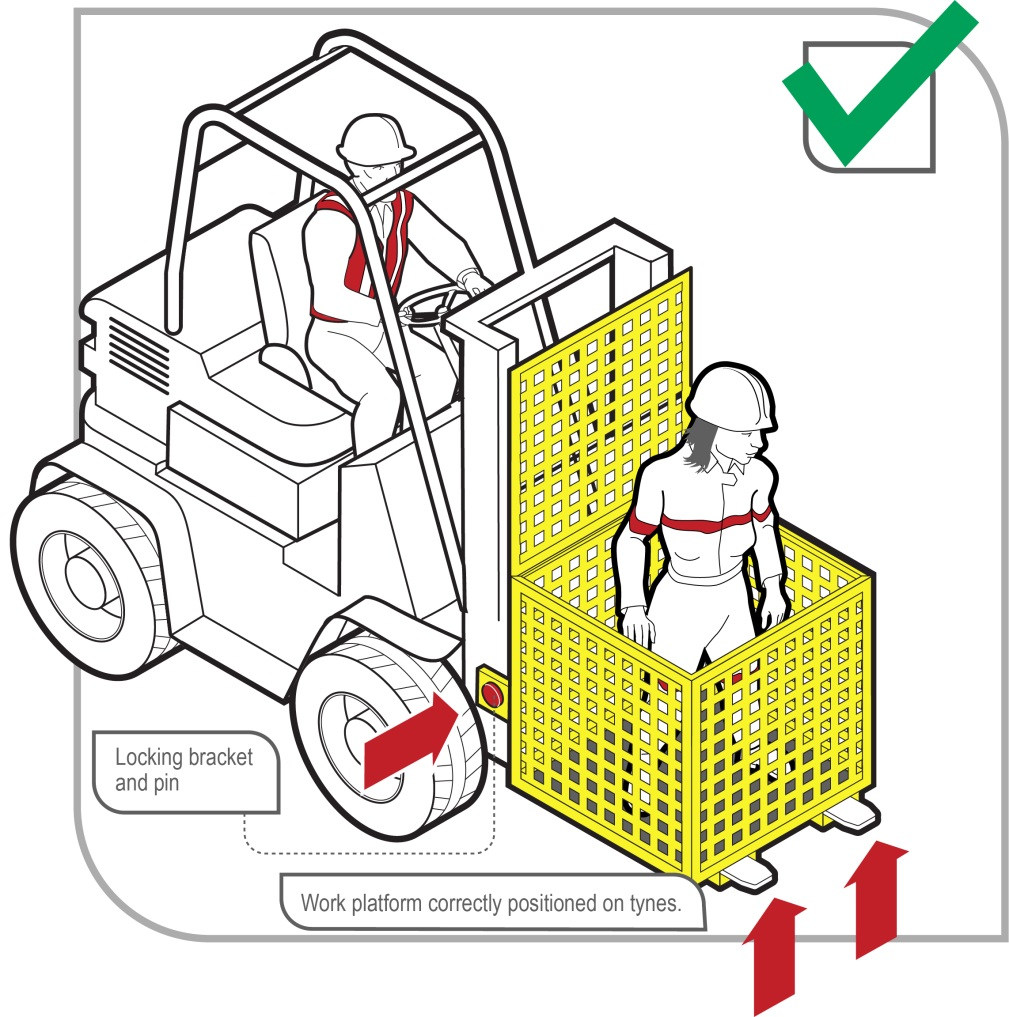 Locking bracket
and pin
Work platform correctly positioned on tynes.